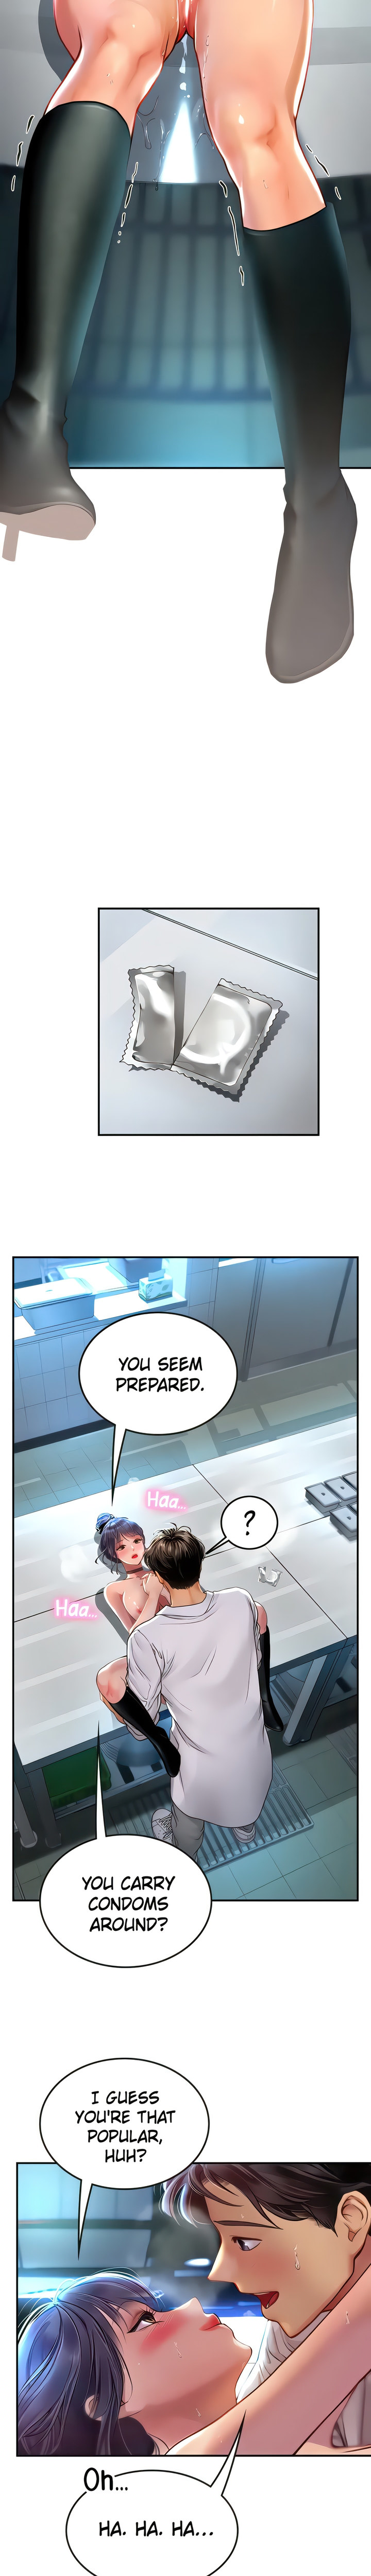 YOU SEEM
PREPARED.
Haa...
?
Haa...
YOU CARRY
CONDOMS
AROUND?
I GUESS
YOU'RE THAT
POPULAR,
HUH?
Oh...
HA. HA. HA...